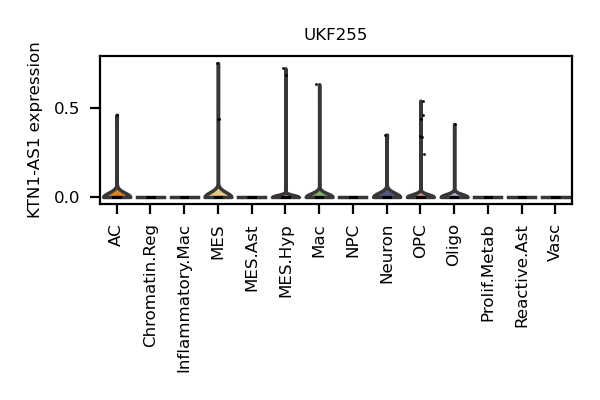 UKF255
KTN1-AS1 expression
0.5
0.0
AC
Chromatin.Reg
Inflammatory.Mac
MES
MES.Ast
MES.Hyp
Mac
NPC
Neuron
OPC
Oligo
Prolif.Metab
Reactive.Ast
Vasc